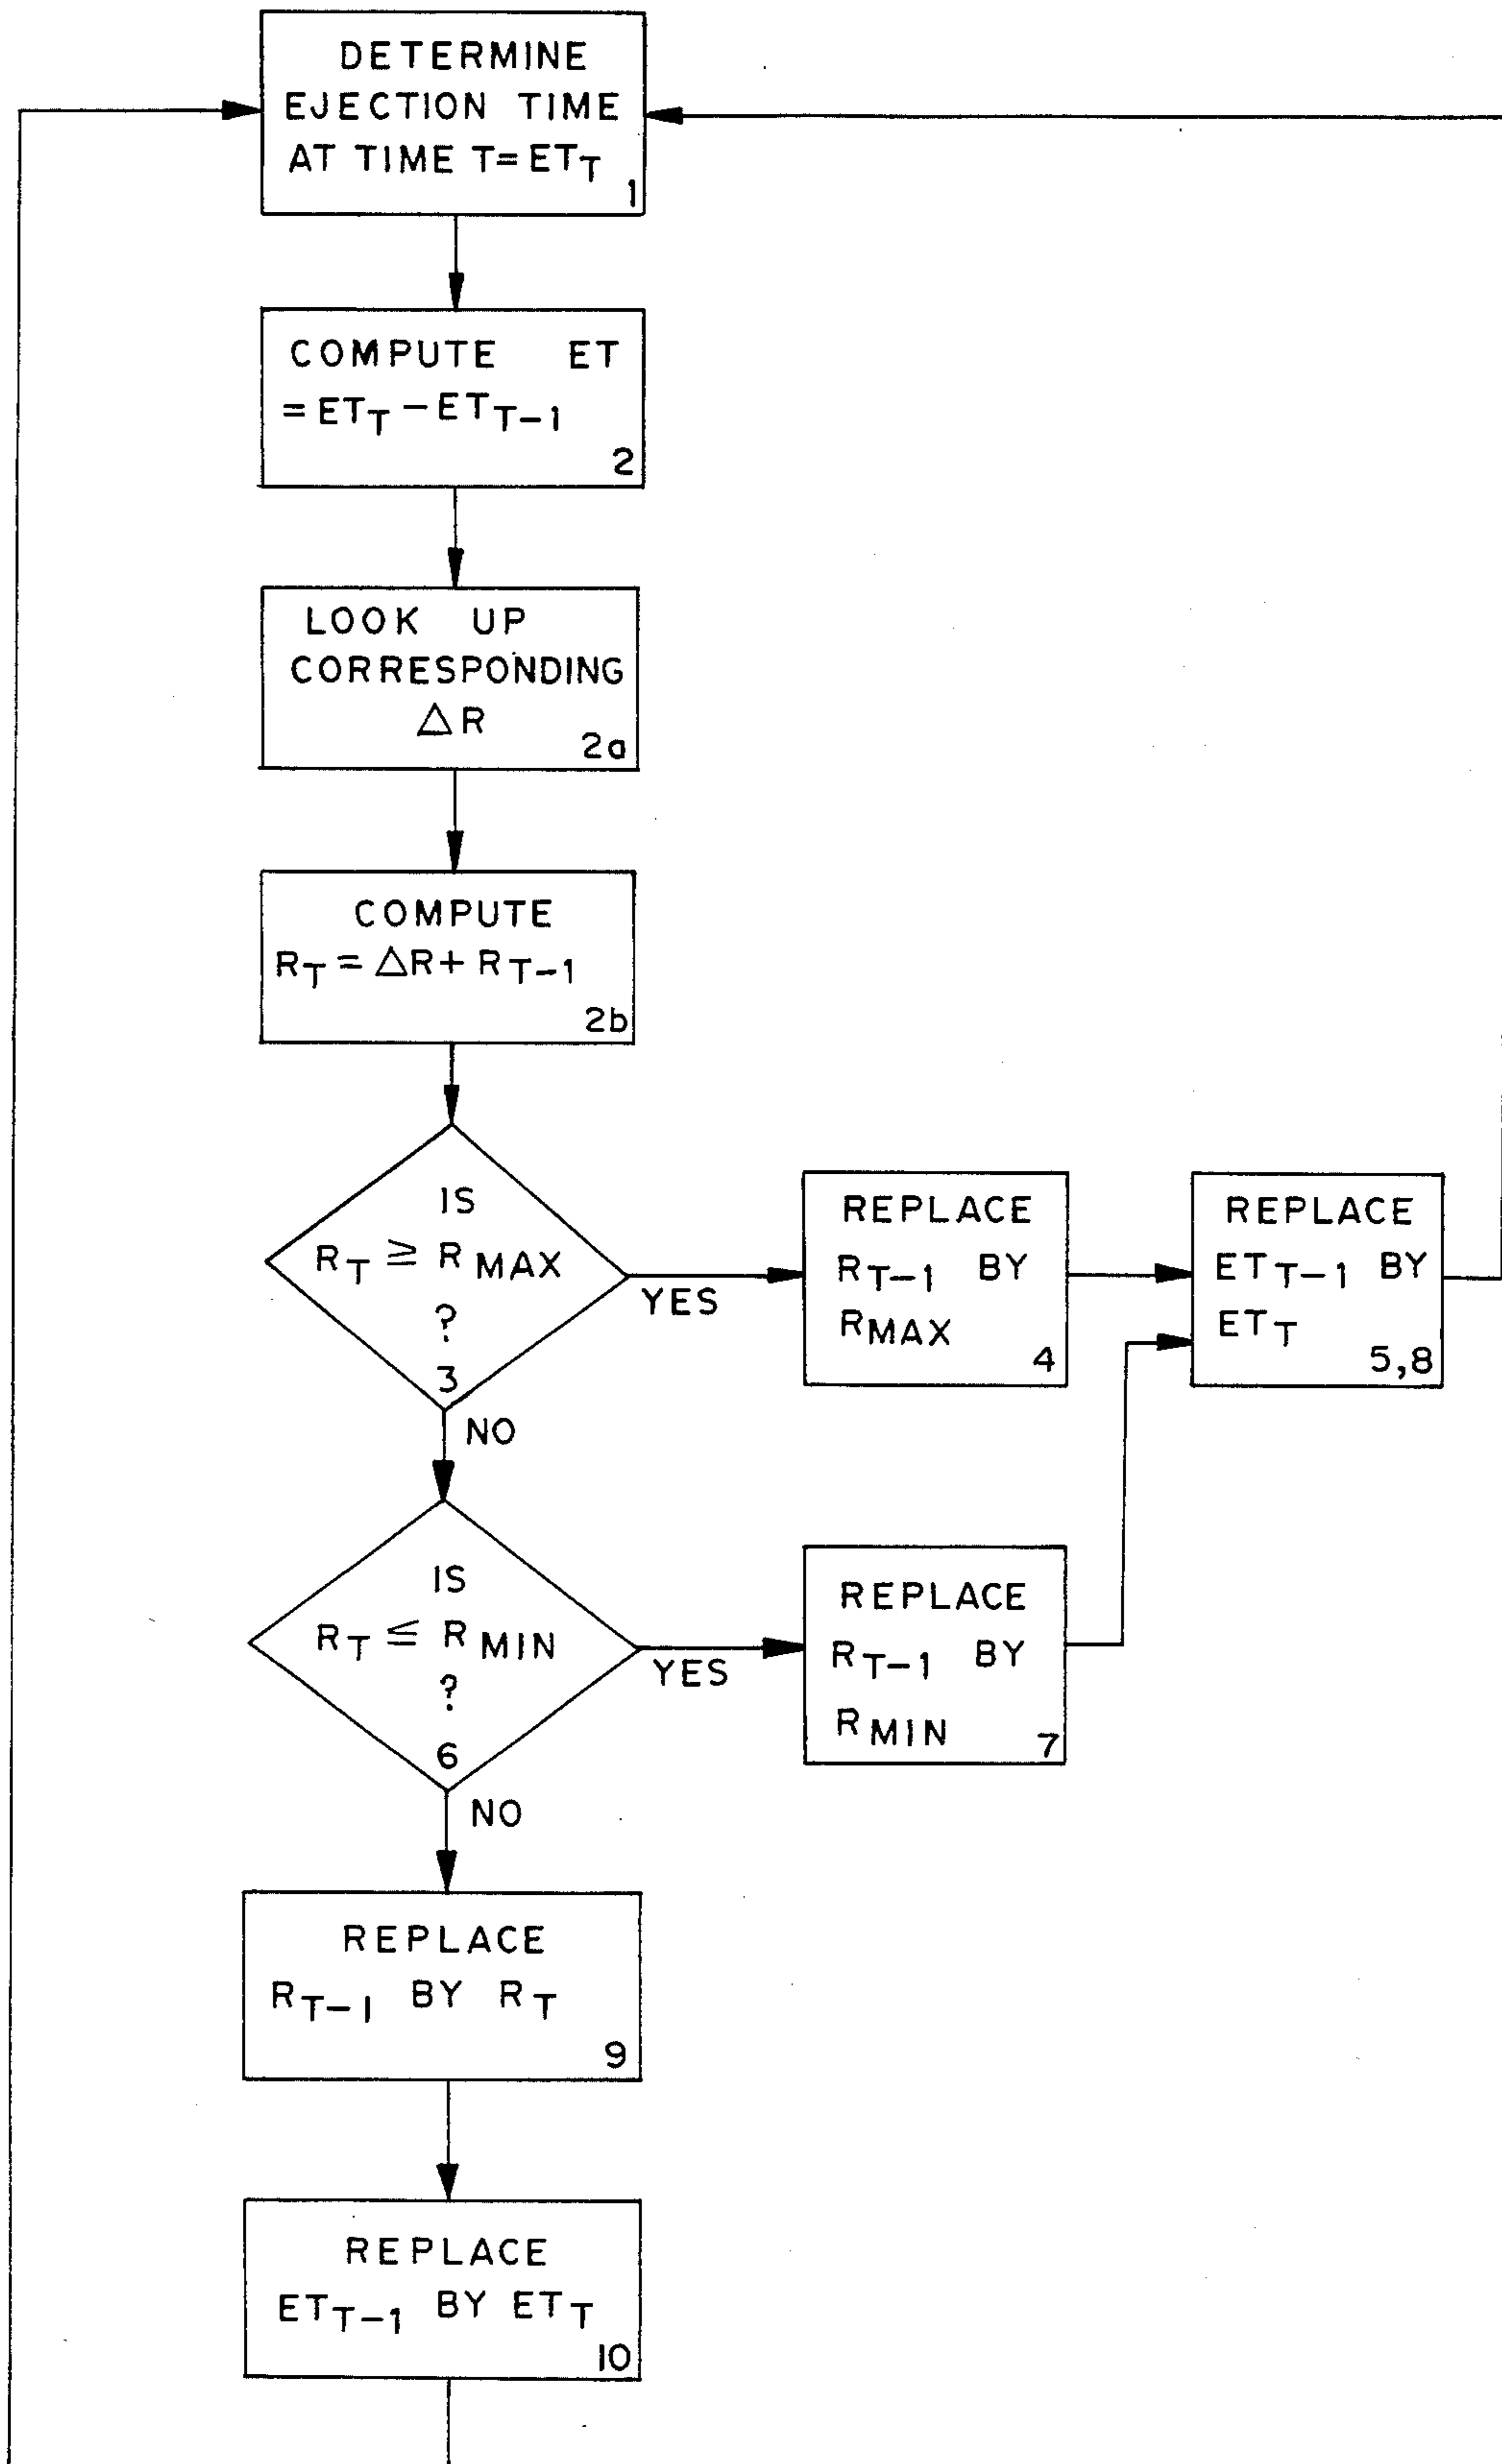 DETERMINE
EJECTION TIME
AT TIME T=ET_T
1
COMPUTE ET
=ET_T-ET_T-1
2
LOOK UP
CORRESPONDING
△R
2a
COMPUTE
R_T=△R+R_T-1
2b
IS
R_T ≧ R_MAX
?
3
YES
REPLACE
R_T-1 BY
R_MAX
4
REPLACE
ET_T-1 BY
ET_T
5,8
NO
IS
R_T ≦ R_MIN
?
6
YES
REPLACE
R_T-1 BY
R_MIN
7
NO
REPLACE
R_T-1 BY R_T
9
REPLACE
ET_T-1 BY ET_T
10